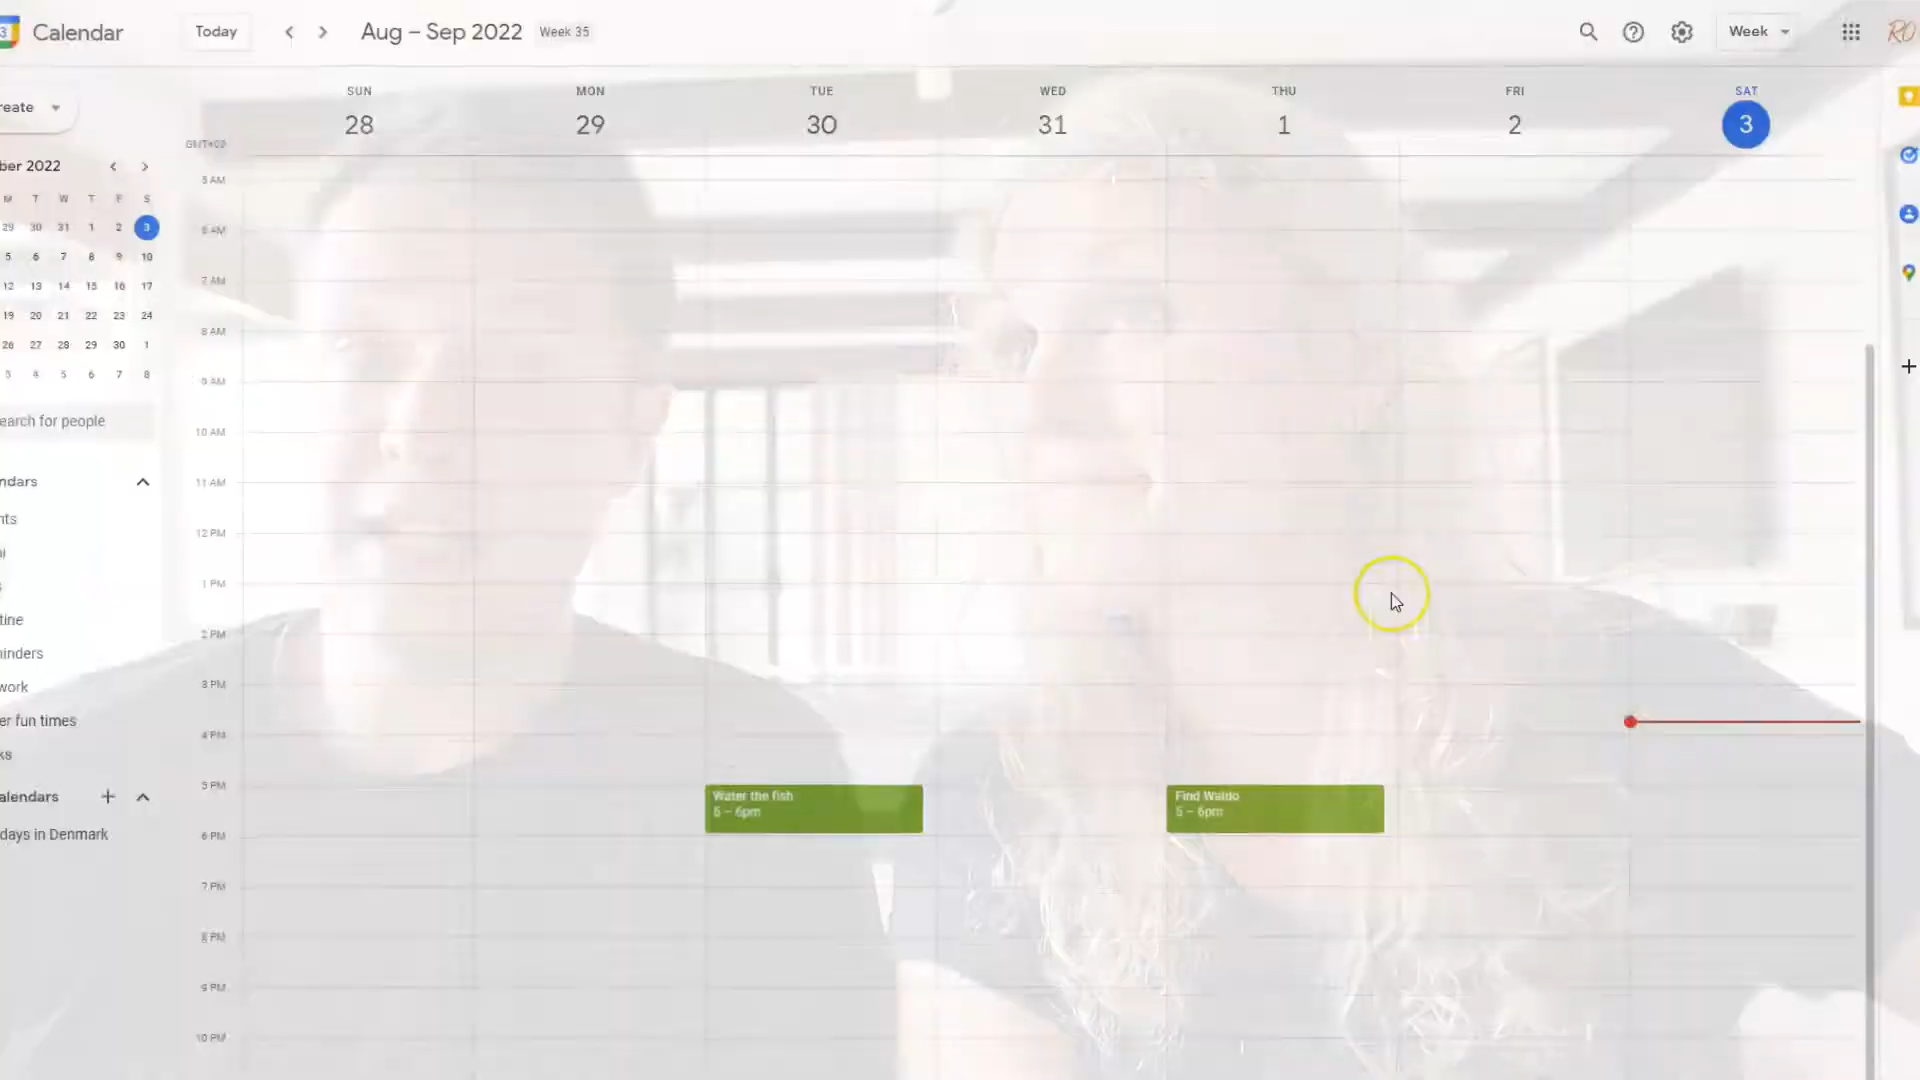 Calendar
Today
Aug – Sep 2022
Week 35
Week
RO
reate
SUN
MON
TUE
WED
THU
FRI
SAT
28
29
30
31
1
2
3
ber 2022
M T W T F S
29 30 31 1 2 3
5 6 7 8 9 10
12 13 14 15 16 17
19 20 21 22 23 24
26 27 28 29 30 1
3 4 5 6 7 8
earch for people
ndars
nts
tine
inders
work
er fun times
ks
alendars
days in Denmark
5 AM
6 AM
7 AM
8 AM
9 AM
10 AM
11 AM
12 PM
1 PM
2 PM
3 PM
4 PM
5 PM
6 PM
7 PM
8 PM
9 PM
10 PM
Water the fish
5 – 6pm
Find Waldo
5 – 6pm